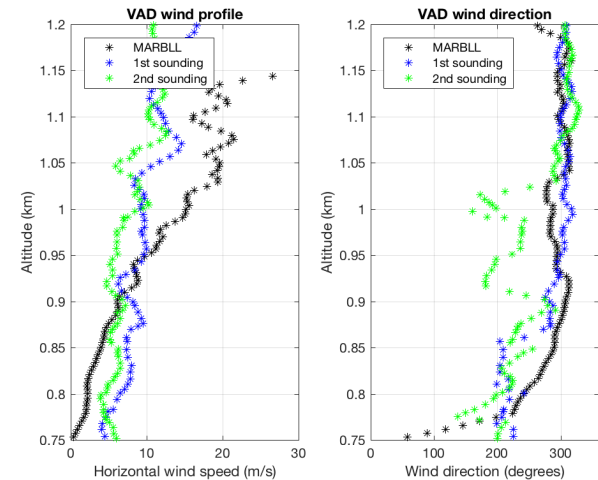 VAD wind profile
1.2
1.15
1.1
1.05
1
0.95
0.9
0.85
0.8
0.75
Altitude (km)
MARBLL
1st sounding
2nd sounding
0
10
20
30
Horizontal wind speed (m/s)
VAD wind direction
1.2
1.15
1.1
1.05
1
0.95
0.9
0.85
0.8
0.75
Altitude (km)
MARBLL
1st sounding
2nd sounding
0
100
200
300
Wind direction (degrees)